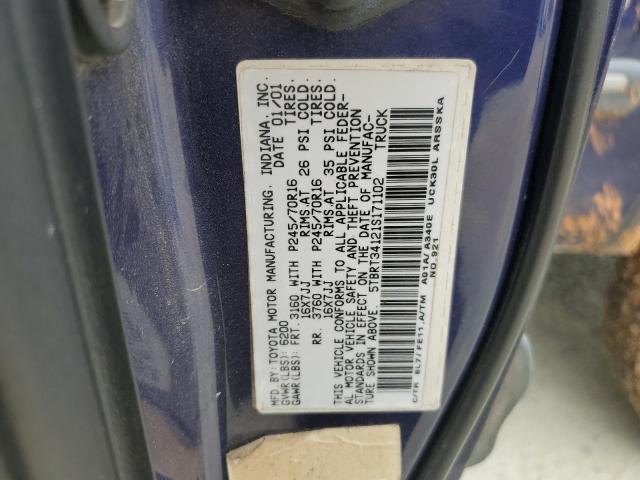 MFD.BY:TOYOTA MOTOR MANUFACTURING, INDIANA, INC.
GVWR(LBS): 6200 DATE 01/01
GAWR(LBS): FRT. 3160 WITH P245/70R16 TIRES,
16X7JJ RIMS,AT 26 PSI COLD.
RR. 3760 WITH P245/70R16 TIRES,
16X7JJ RIMS,AT 35 PSI COLD.
THIS VEHICLE CONFORMS TO ALL APPLICABLE FEDER-
AL MOTOR VEHICLE SAFETY AND THEFT PREVENTION
STANDARDS IN EFFECT ON THE DATE OF MANUFAC-
TURE SHOWN ABOVE.
5TBRT34121S171102 TRUCK
C/TR 8L7/FE11.A/TM A01A/A340E UCK30L ARSSKA
NO.921